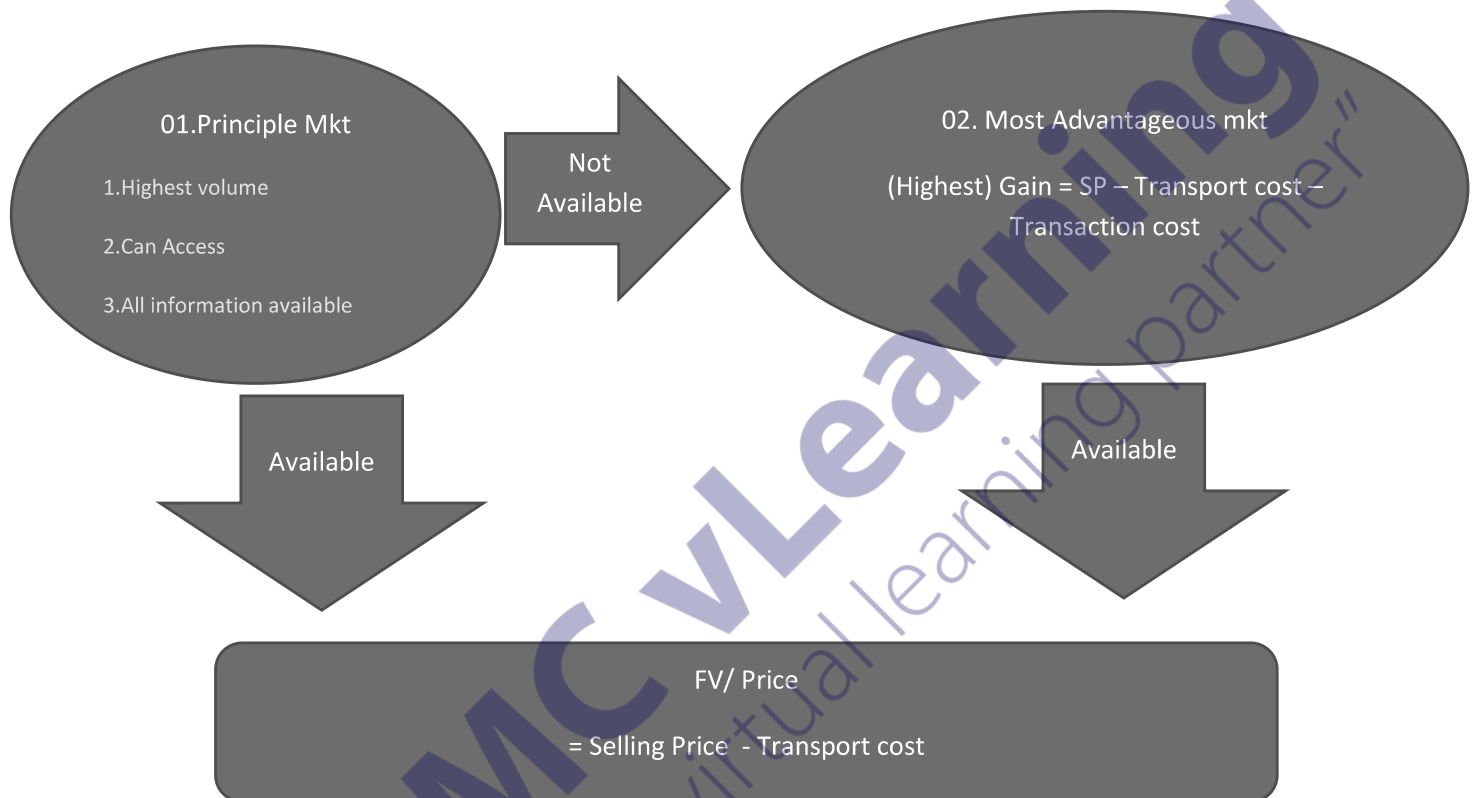 01.Principle Mkt
1.Highest volume
2.Can Access
3.All information available
Not
Available
02. Most Advantageous mkt
(Highest) Gain = SP – Transport cost –
Transaction cost
Available
Available
FV/ Price
= Selling Price - Transport cost
MC vLearning
virtual learning partner”